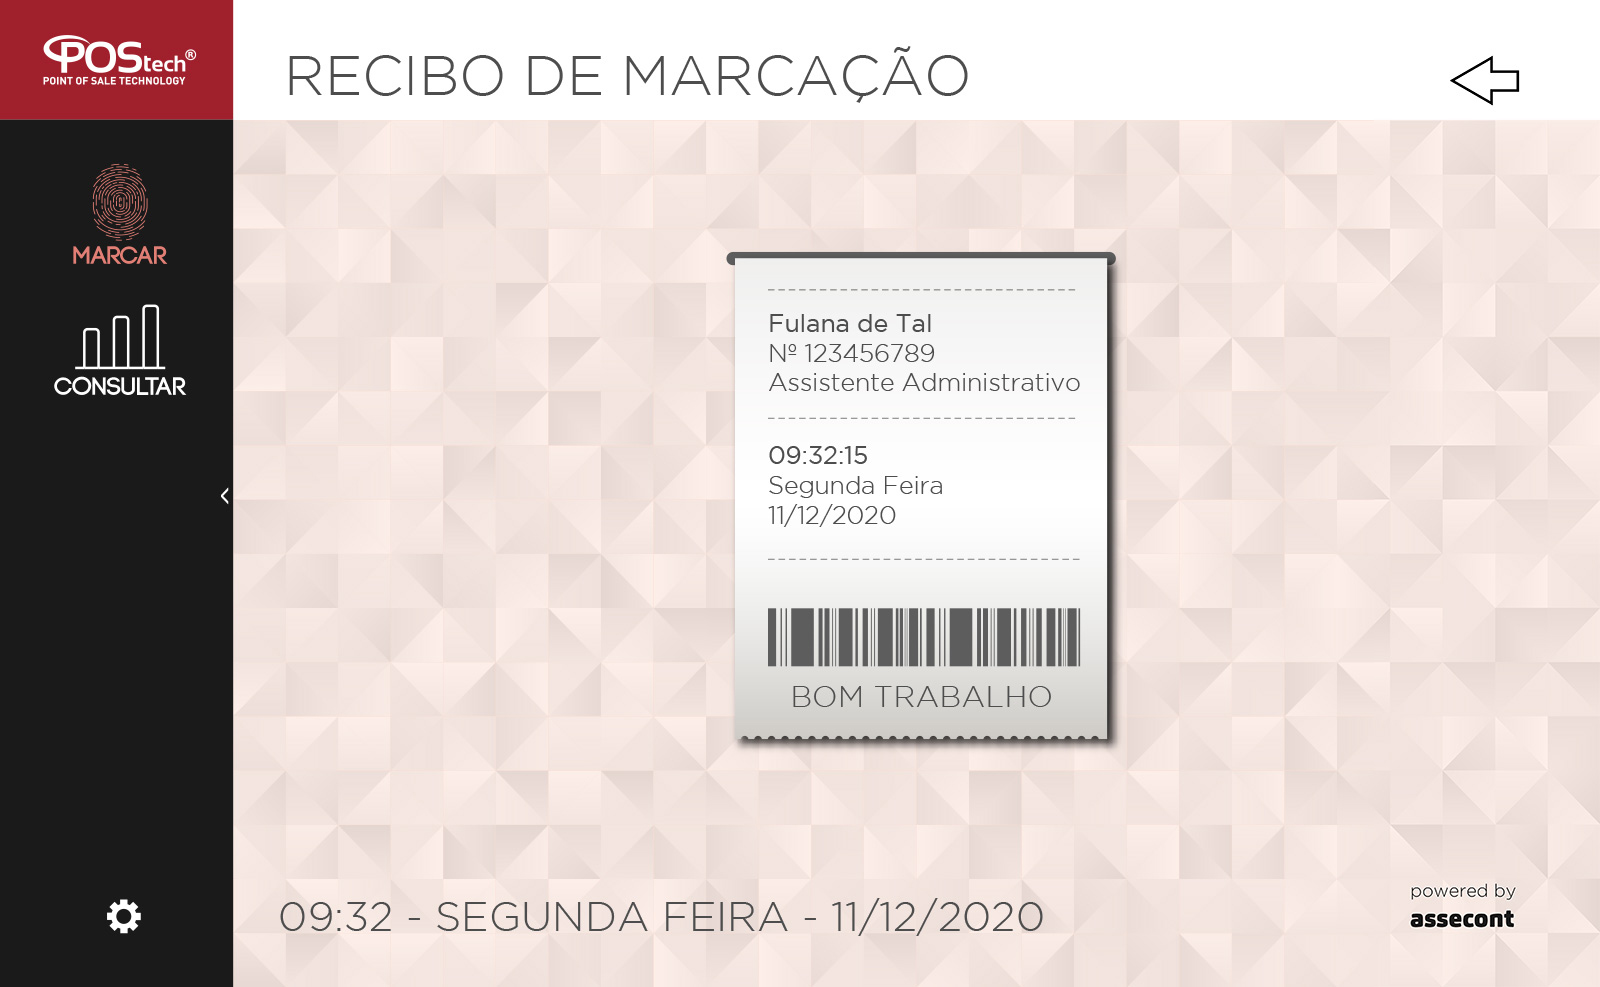 POStech®
POINT OF SALE TECHNOLOGY
RECIBO DE MARCAÇÃO
MARCAR
CONSULTAR
Fulana de Tal
Nº 123456789
Assistente Administrativo
09:32:15
Segunda Feira
11/12/2020
BOM TRABALHO
09:32 - SEGUNDA FEIRA - 11/12/2020
powered by
assecont